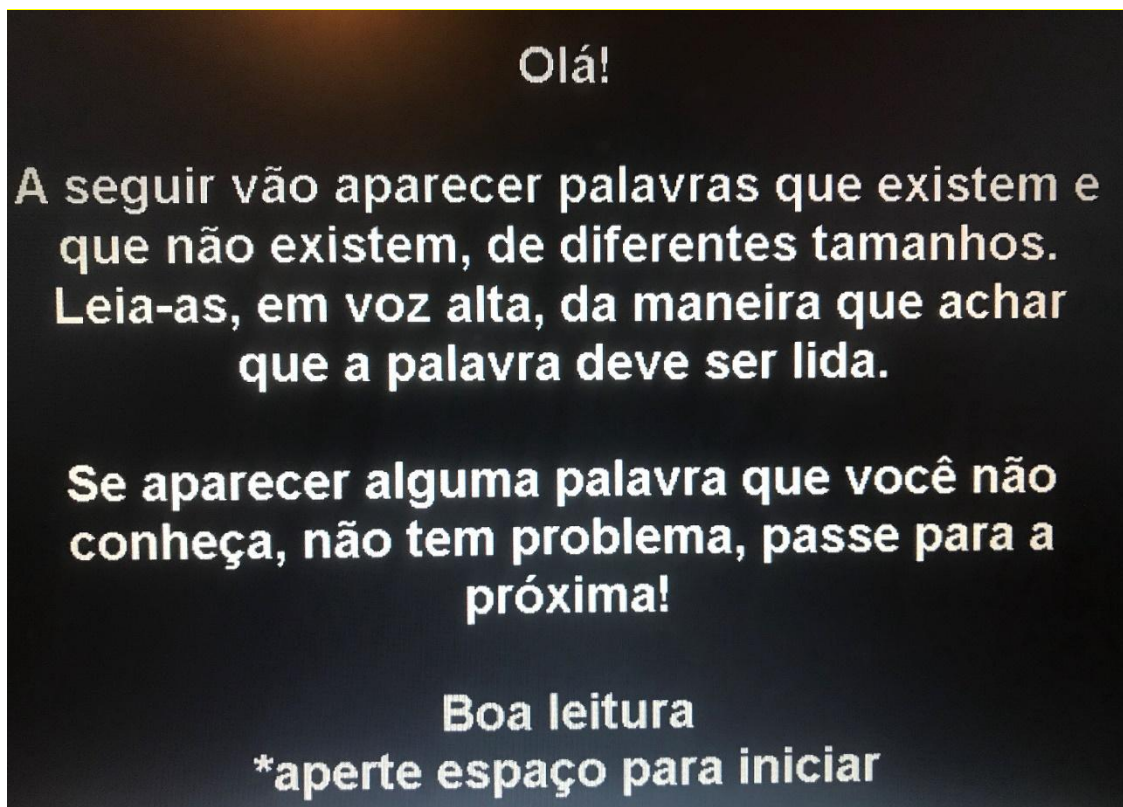 Olá!
A seguir vão aparecer palavras que existem e
que não existem, de diferentes tamanhos.
Leia-as, em voz alta, da maneira que achar
que a palavra deve ser lida.
Se aparecer alguma palavra que você não
conheça, não tem problema, passe para a
próxima!
Boa leitura
*aperte espaço para iniciar